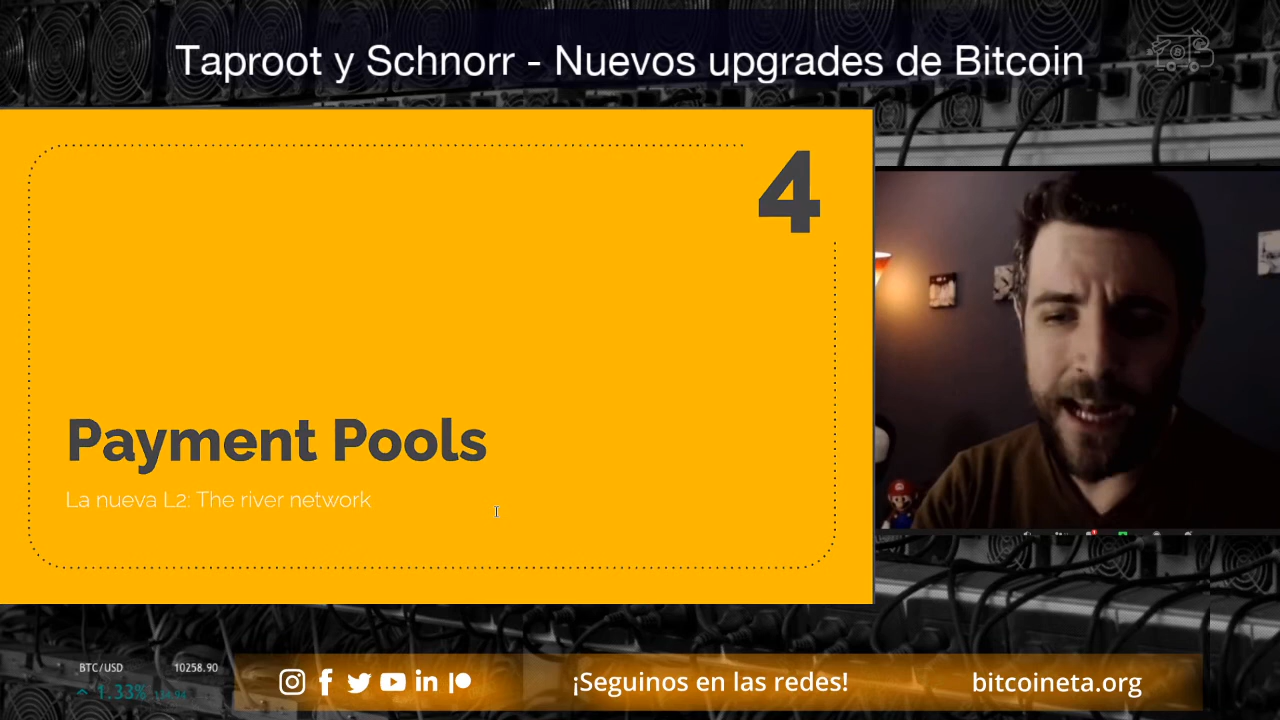 Taproot y Schnorr - Nuevos upgrades de Bitcoin
4
Payment Pools
La nueva L2: The river network
BTC/USD 10258.90
1.33%
¡Seguinos en las redes!
bitcoineta.org